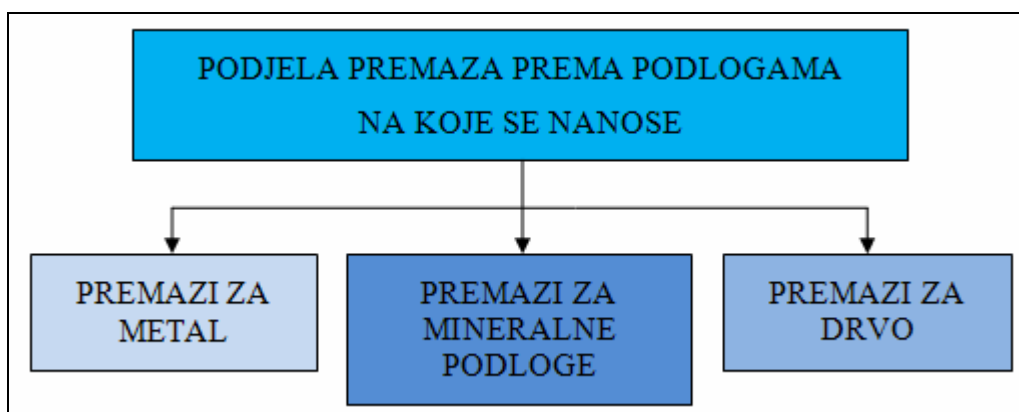 PODJELA PREMAZA PREMA PODLOGAMA
NA KOJE SE NANOSE
PREMAZI ZA
METAL
PREMAZI ZA
MINERALNE
PODLOGE
PREMAZI ZA
DRVO